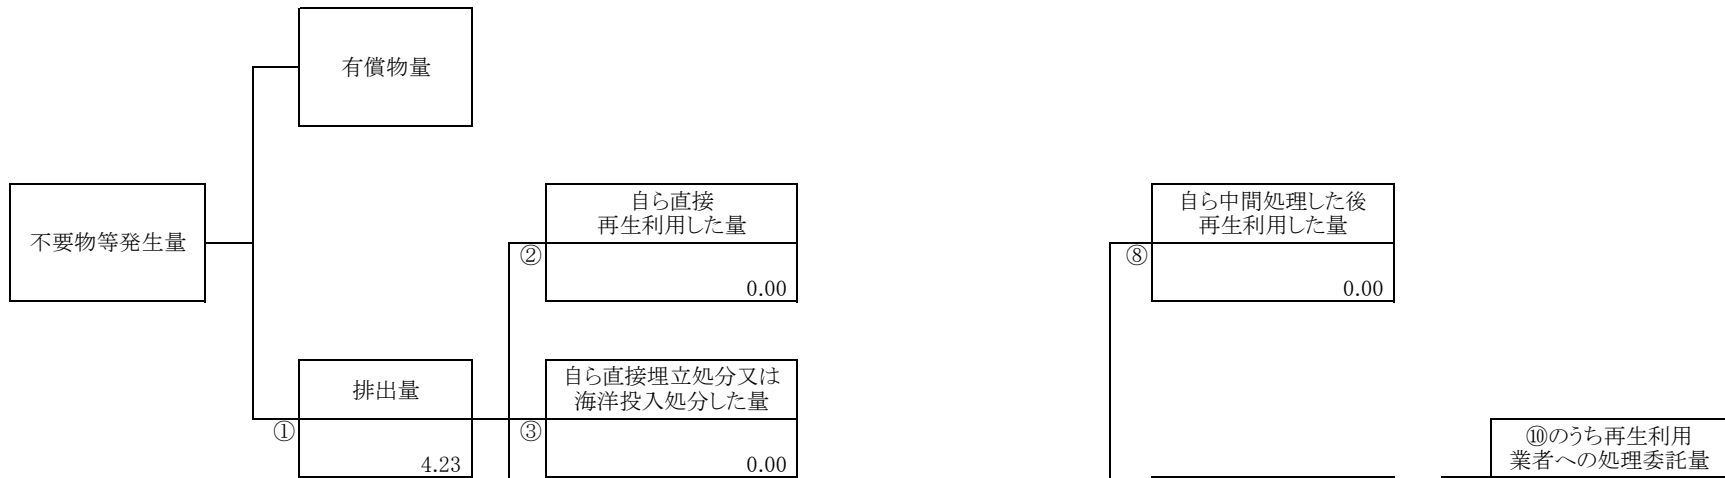 有償物量
不要物等発生量
自ら直接
再生利用した量
②
0.00
自ら中間処理した後
再生利用した量
⑧
0.00
排出量
①
4.23
自ら直接埋立処分又は
海洋投入処分した量
③
0.00
⑩のうち再生利用
業者への処理委託量